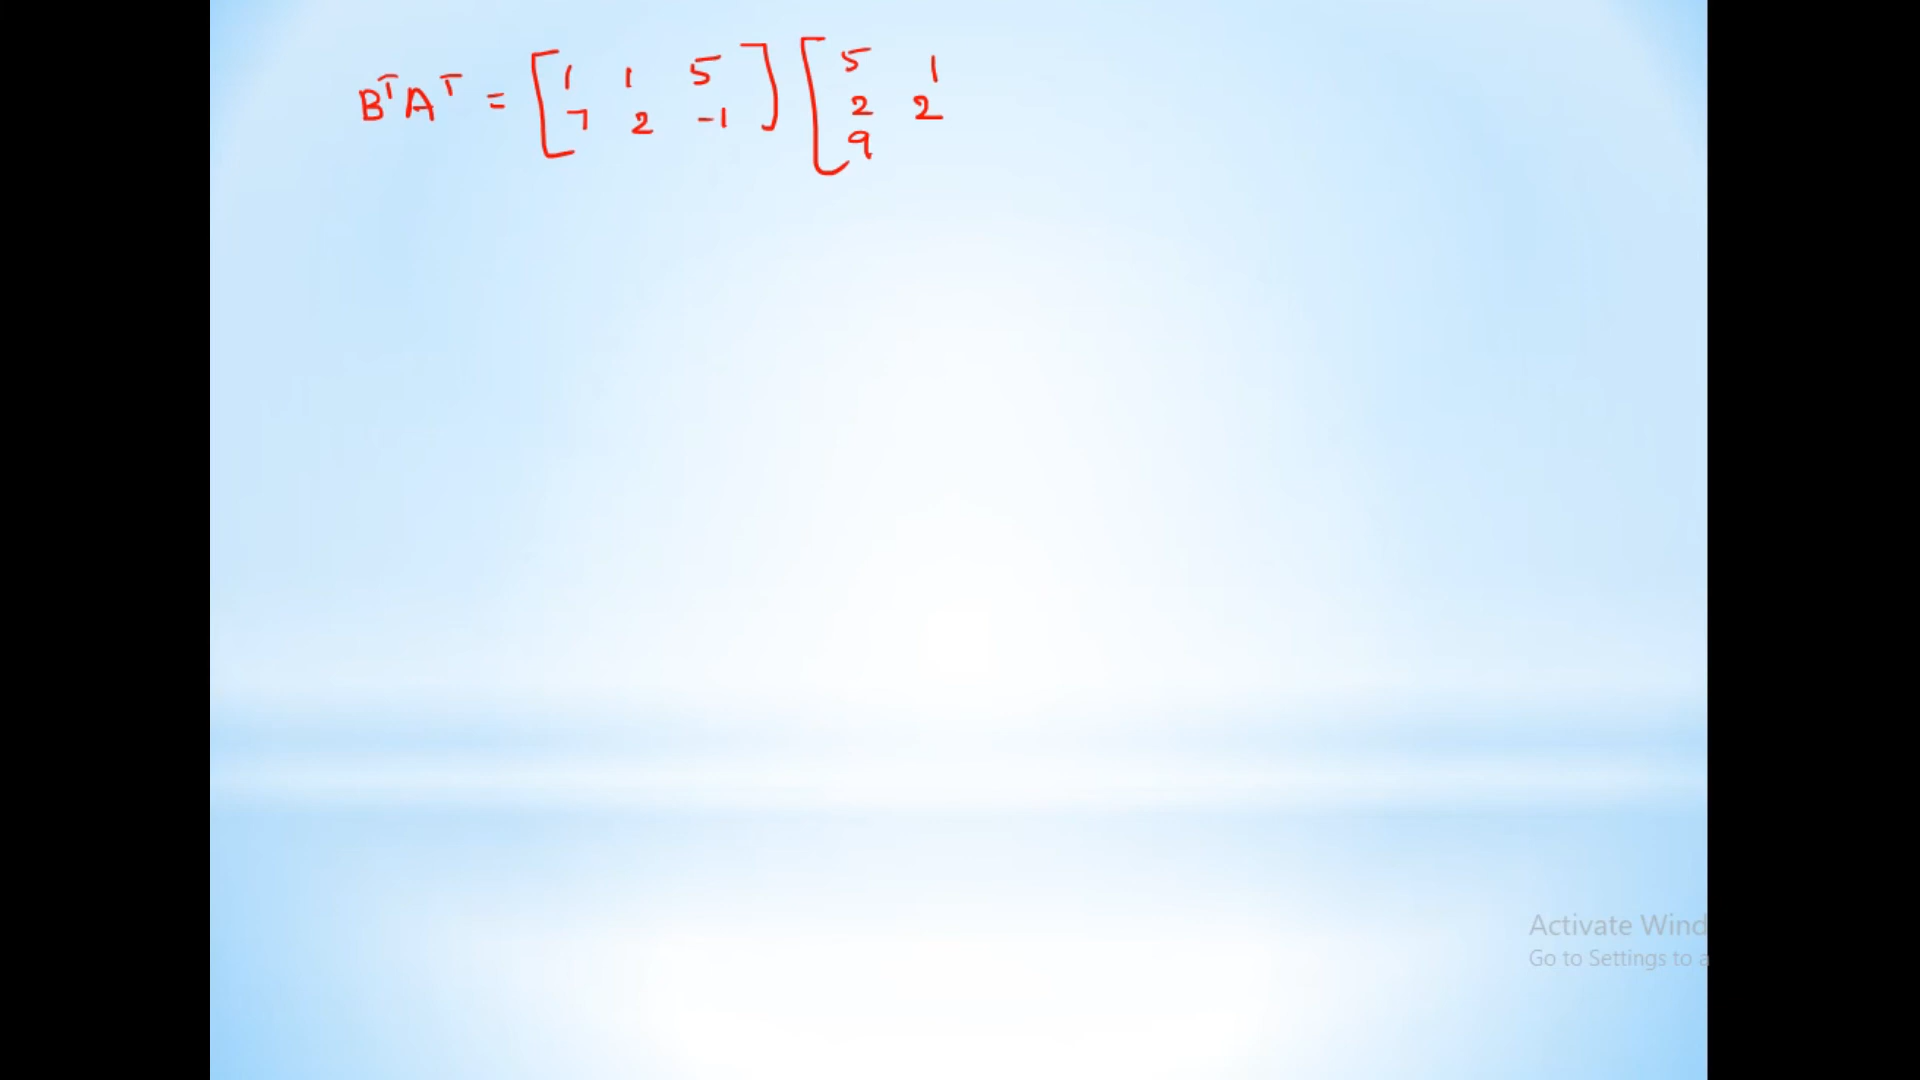 BᵀAᵀ = [ 1 1 5 ] [ 5 1
7 2 -1 2 2
9
Activate Wind
Go to Settings to a